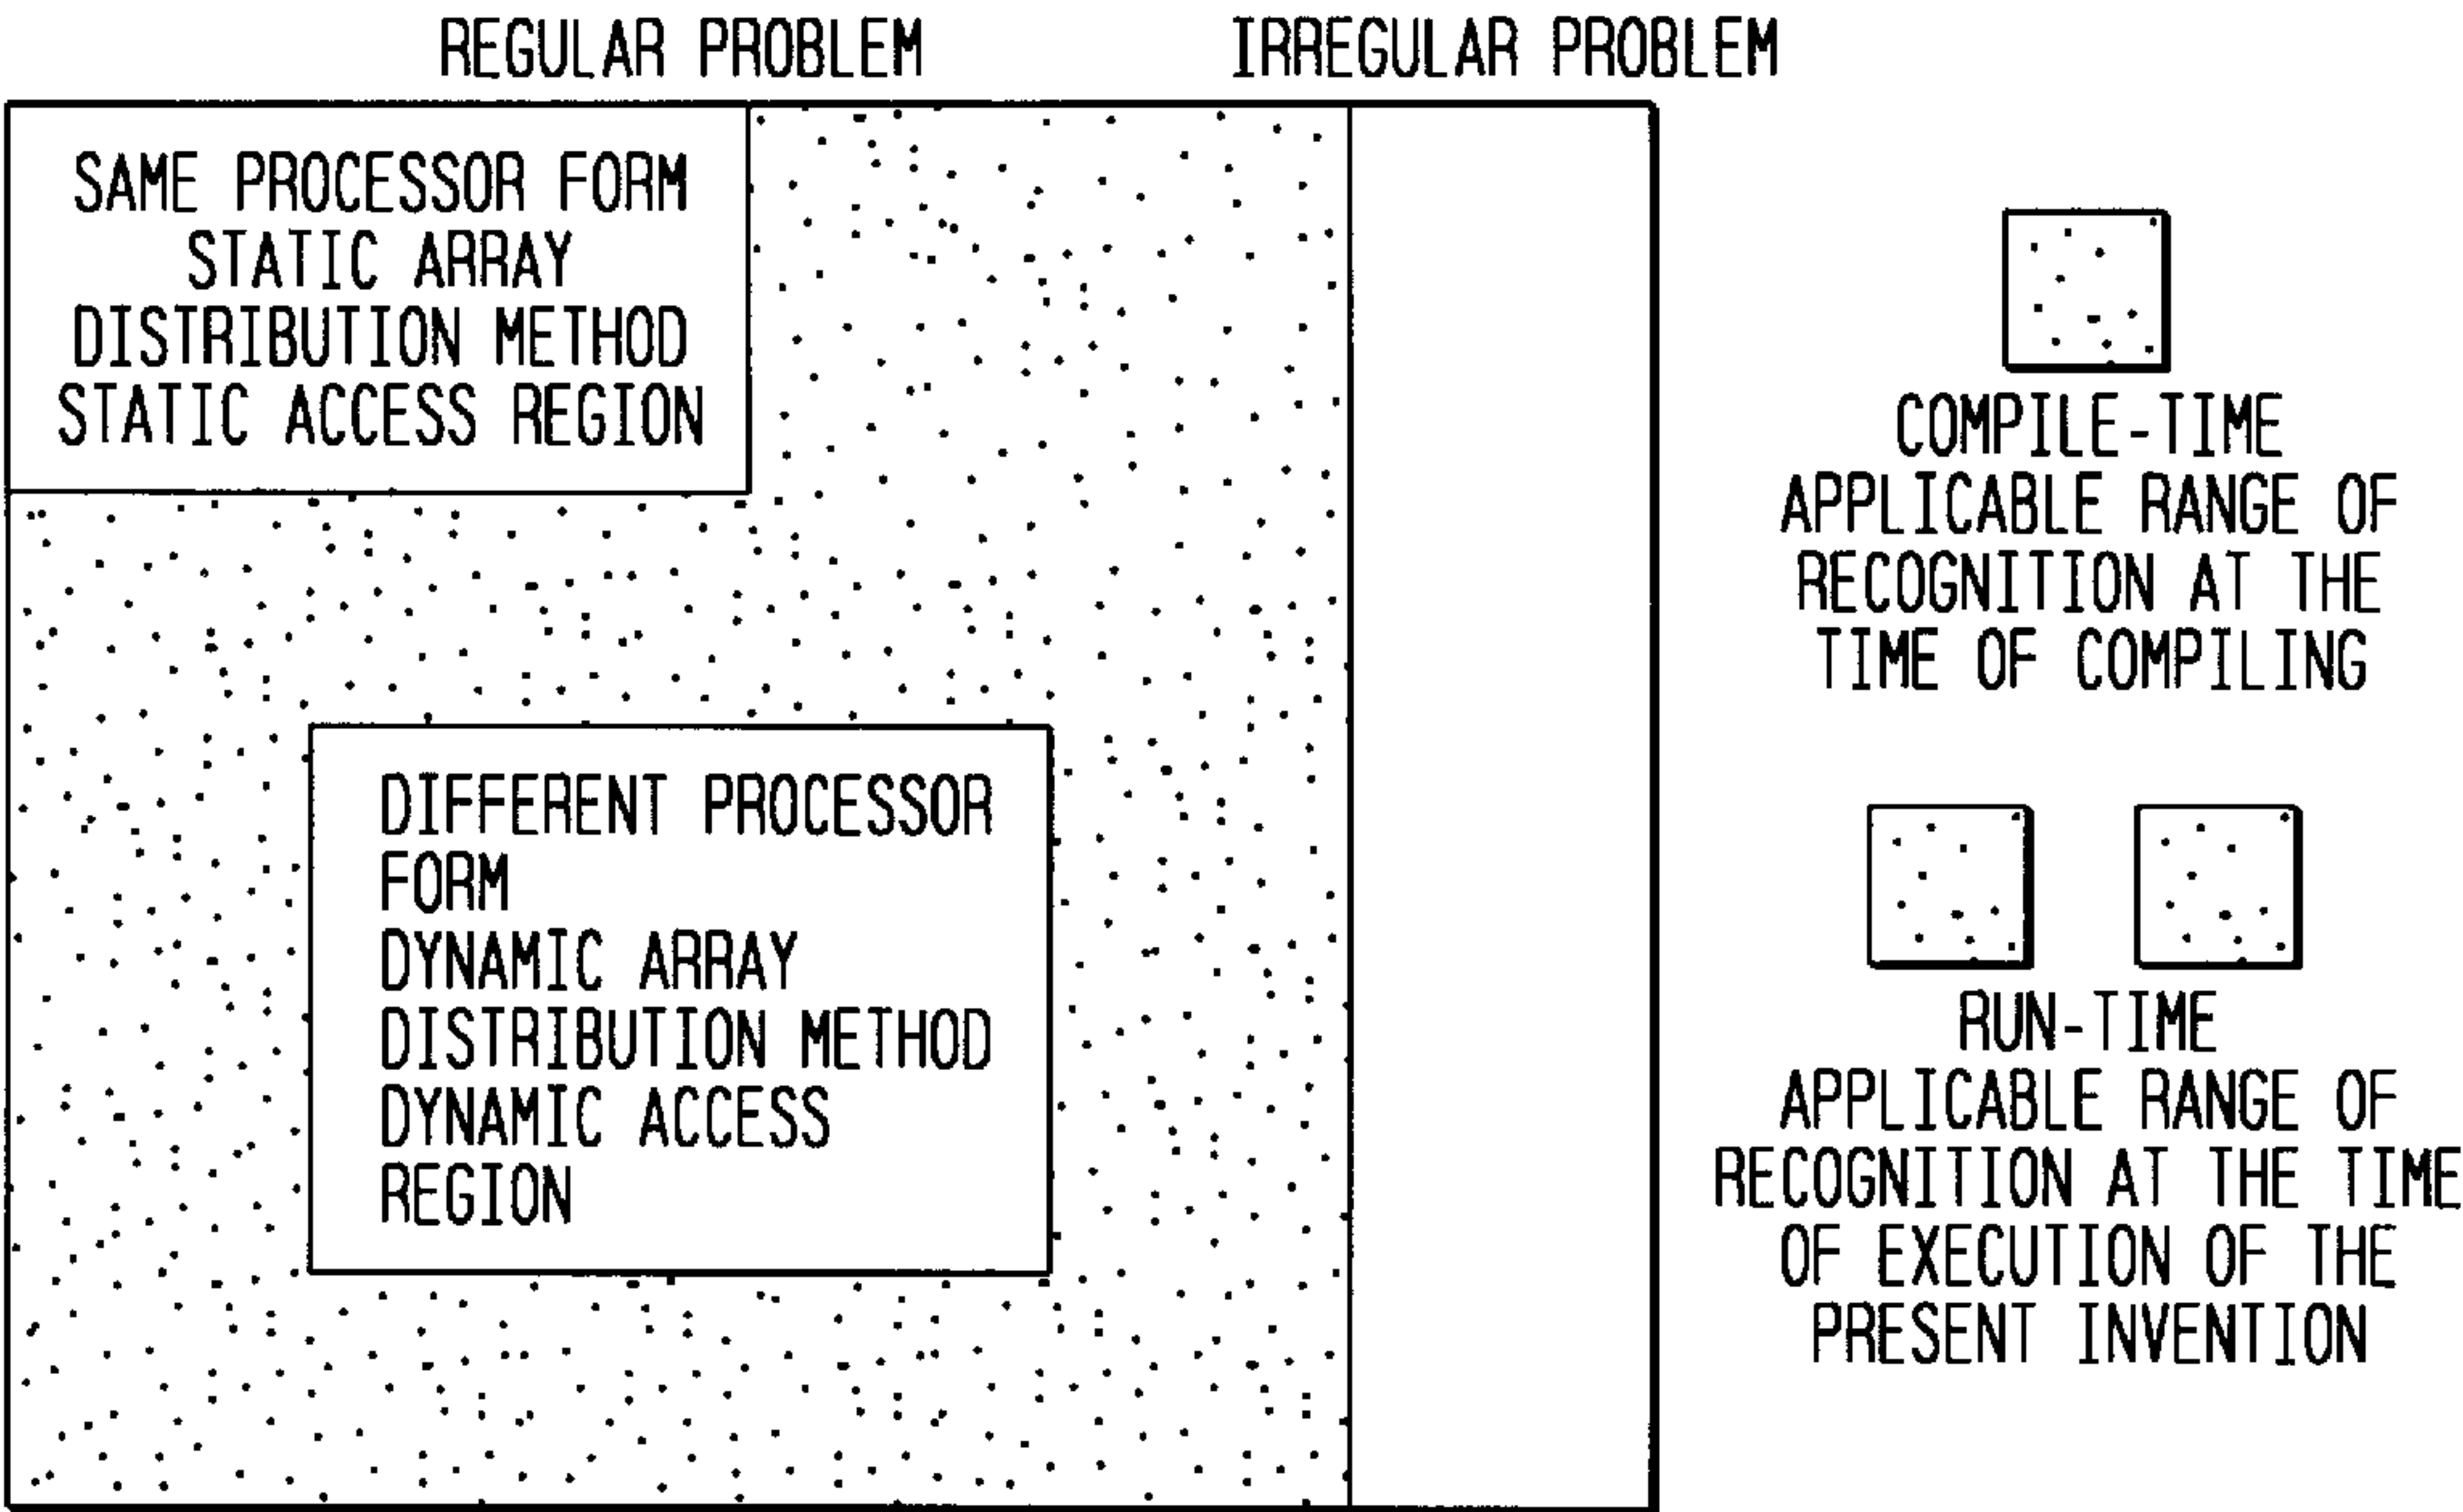 REGULAR PROBLEM
IRREGULAR PROBLEM
SAME PROCESSOR FORM
STATIC ARRAY
DISTRIBUTION METHOD
STATIC ACCESS REGION
DIFFERENT PROCESSOR
FORM
DYNAMIC ARRAY
DISTRIBUTION METHOD
DYNAMIC ACCESS
REGION
COMPILE-TIME
APPLICABLE RANGE OF
RECOGNITION AT THE
TIME OF COMPILING
RUN-TIME
APPLICABLE RANGE OF
RECOGNITION AT THE TIME
OF EXECUTION OF THE
PRESENT INVENTION